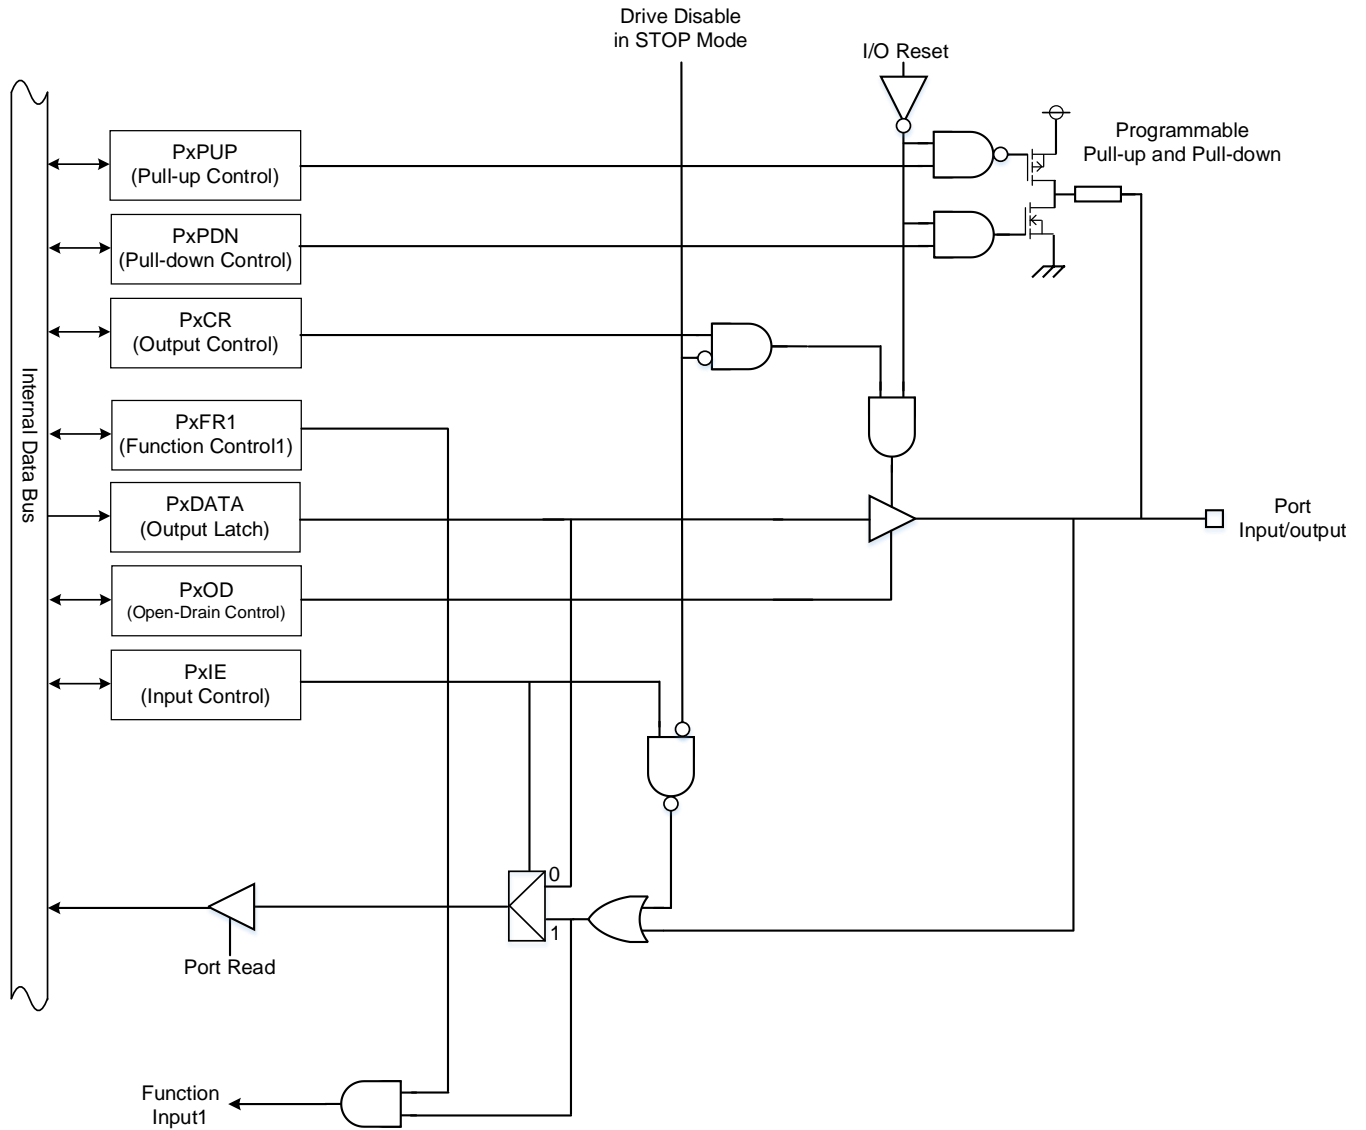 Drive Disable
in STOP Mode
I/O Reset
Programmable
Pull-up and Pull-down
PxPUP
(Pull-up Control)
PxPDN
(Pull-down Control)
PxCR
(Output Control)
Internal Data Bus
PxFR1
(Function Control1)
PxDATA
(Output Latch)
Port
Input/output
PxOD
(Open-Drain Control)
PxIE
(Input Control)
0
1
Port Read
Function
Input1